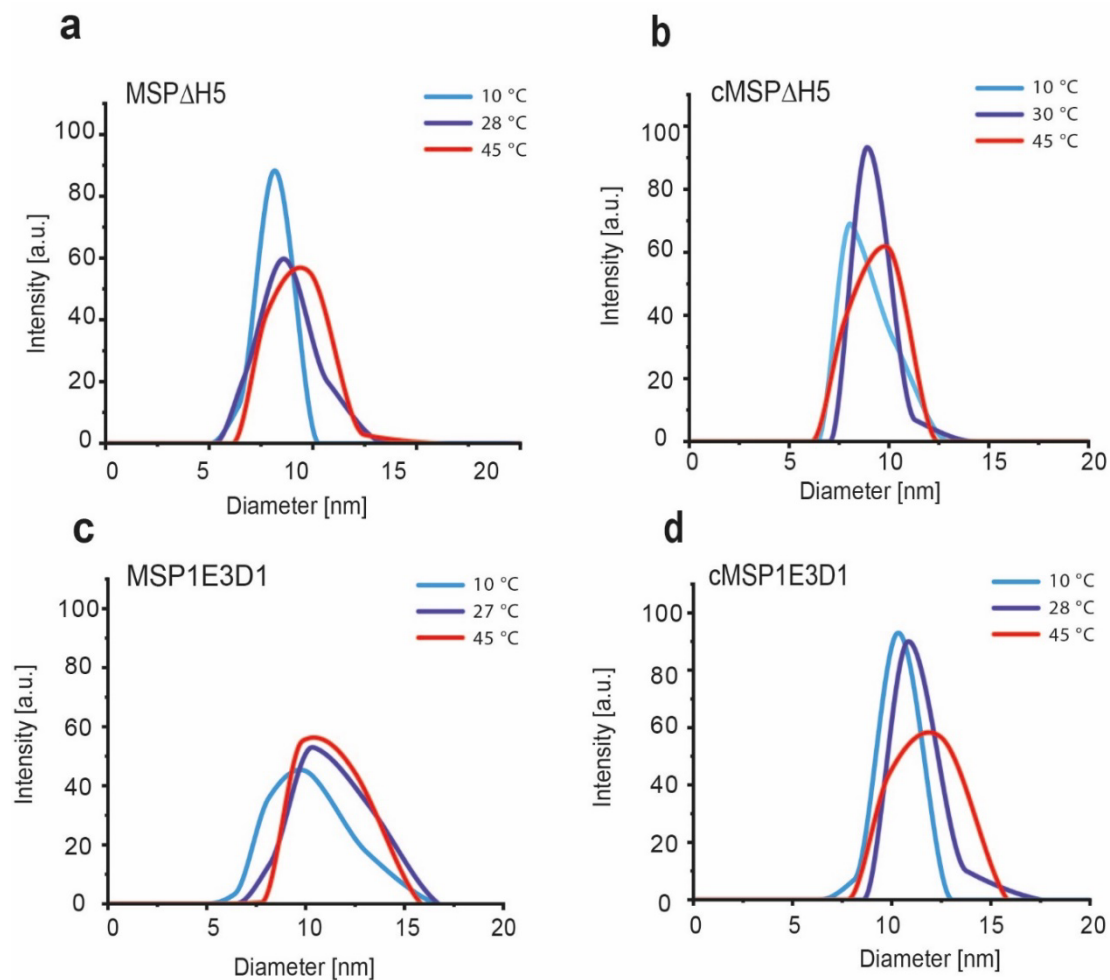 a
MSPΔH5
10 °C
28 °C
45 °C
100
80
60
40
20
0
0 5 10 15 20
Intensity [a.u.]
Diameter [nm]
b
cMSPΔH5
10 °C
30 °C
45 °C
100
80
60
40
20
0
0 5 10 15 20
Intensity [a.u.]
Diameter [nm]
c
MSP1E3D1
10 °C
27 °C
45 °C
100
80
60
40
20
0
0 5 10 15 20
Intensity [a.u.]
Diameter [nm]
d
cMSP1E3D1
10 °C
28 °C
45 °C
100
80
60
40
20
0
0 5 10 15 20
Intensity [a.u.]
Diameter [nm]